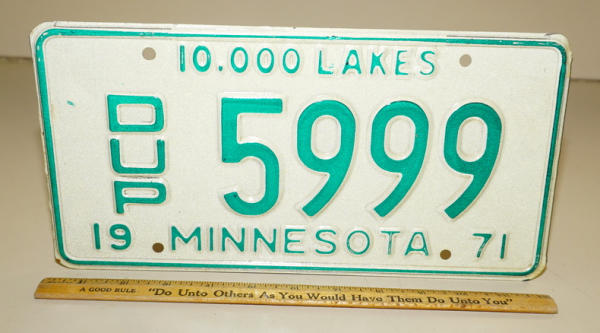 10.000 LAKES
DUP 5999
19 MINNESOTA 71
A GOOD RULE "Do Unto Others As You Would Have Them Do Unto You"